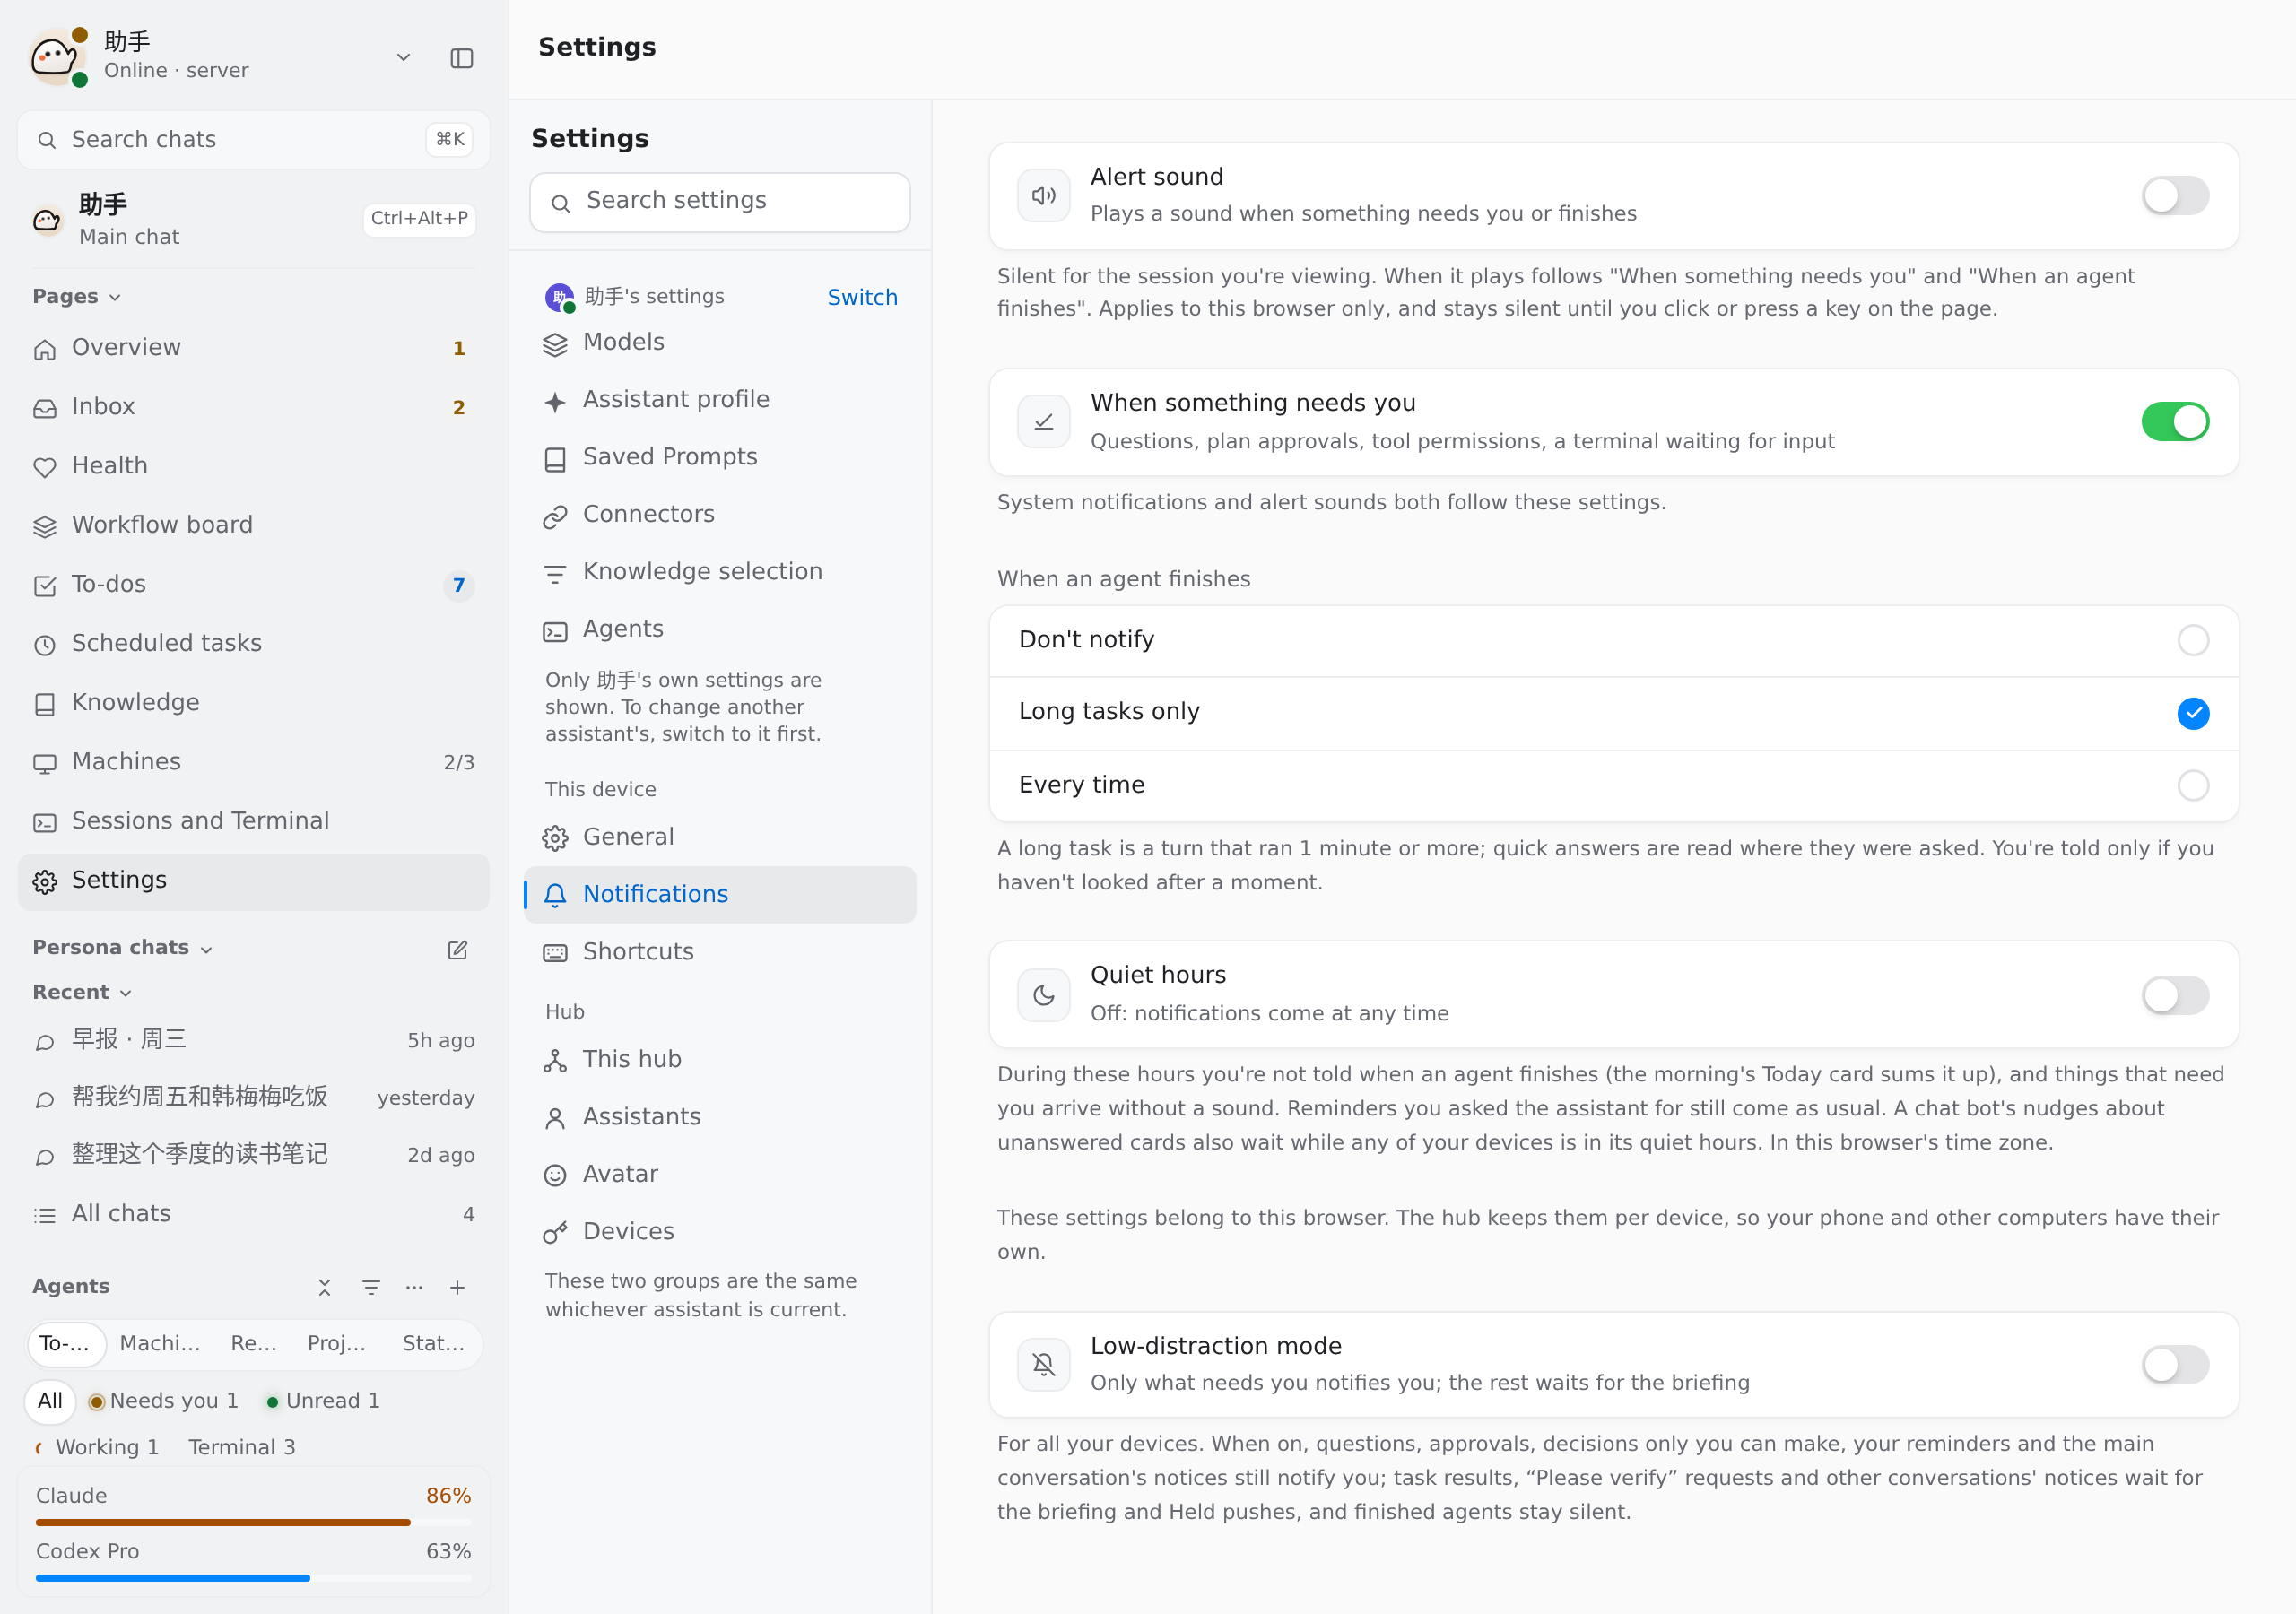 助手
Online · server
Search chats
⌘K
助手
Main chat
Ctrl+Alt+P
Pages
Overview
1
Inbox
2
Health
Workflow board
To-dos
7
Scheduled tasks
Knowledge
Machines
2/3
Sessions and Terminal
Settings
Persona chats
Recent
早报 · 周三
5h ago
帮我约周五和韩梅梅吃饭
yesterday
整理这个季度的读书笔记
2d ago
All chats
4
Agents
To-...
Machi...
Re...
Proj...
Stat...
All
Needs you 1
Unread 1
Working 1
Terminal 3
Claude
86%
Codex Pro
63%
Settings
Settings
Search settings
助
助手's settings
Switch
Models
Assistant profile
Saved Prompts
Connectors
Knowledge selection
Agents
Only 助手's own settings are
shown. To change another
assistant's, switch to it first.
This device
General
Notifications
Shortcuts
Hub
This hub
Assistants
Avatar
Devices
These two groups are the same
whichever assistant is current.
Alert sound
Plays a sound when something needs you or finishes
Silent for the session you're viewing. When it plays follows "When something needs you" and "When an agent
finishes". Applies to this browser only, and stays silent until you click or press a key on the page.
When something needs you
Questions, plan approvals, tool permissions, a terminal waiting for input
System notifications and alert sounds both follow these settings.
When an agent finishes
Don't notify
Long tasks only
Every time
A long task is a turn that ran 1 minute or more; quick answers are read where they were asked. You're told only if you
haven't looked after a moment.
Quiet hours
Off: notifications come at any time
During these hours you're not told when an agent finishes (the morning's Today card sums it up), and things that need
you arrive without a sound. Reminders you asked the assistant for still come as usual. A chat bot's nudges about
unanswered cards also wait while any of your devices is in its quiet hours. In this browser's time zone.
These settings belong to this browser. The hub keeps them per device, so your phone and other computers have their
own.
Low-distraction mode
Only what needs you notifies you; the rest waits for the briefing
For all your devices. When on, questions, approvals, decisions only you can make, your reminders and the main
conversation's notices still notify you; task results, “Please verify” requests and other conversations' notices wait for
the briefing and Held pushes, and finished agents stay silent.